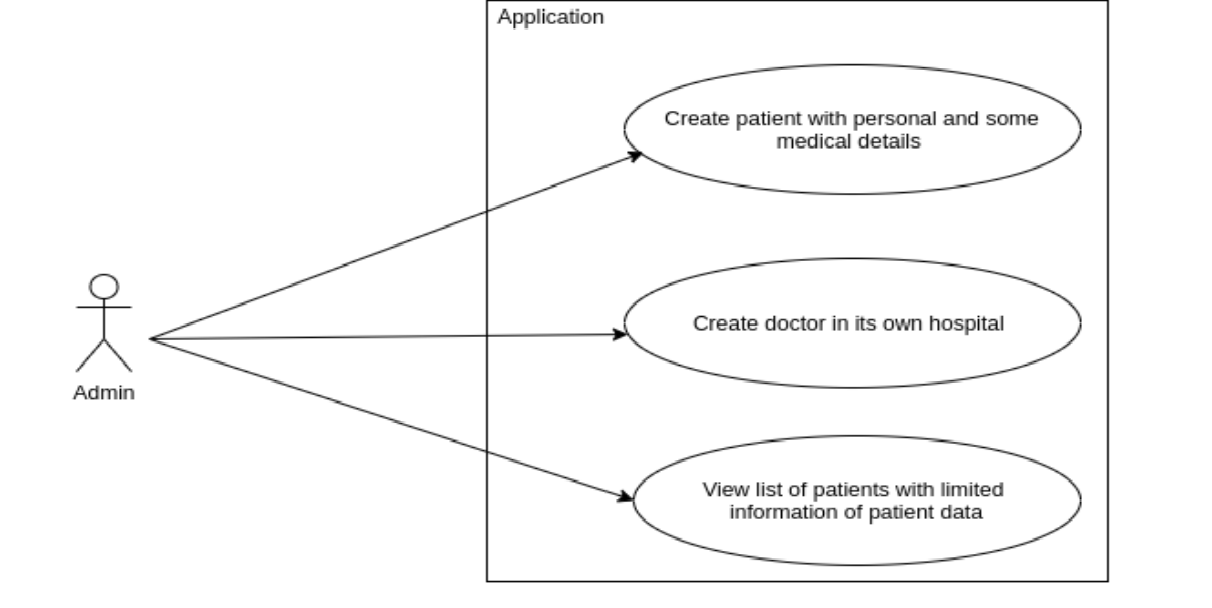 Application
Create patient with personal and some
medical details
Create doctor in its own hospital
Admin
View list of patients with limited
information of patient data